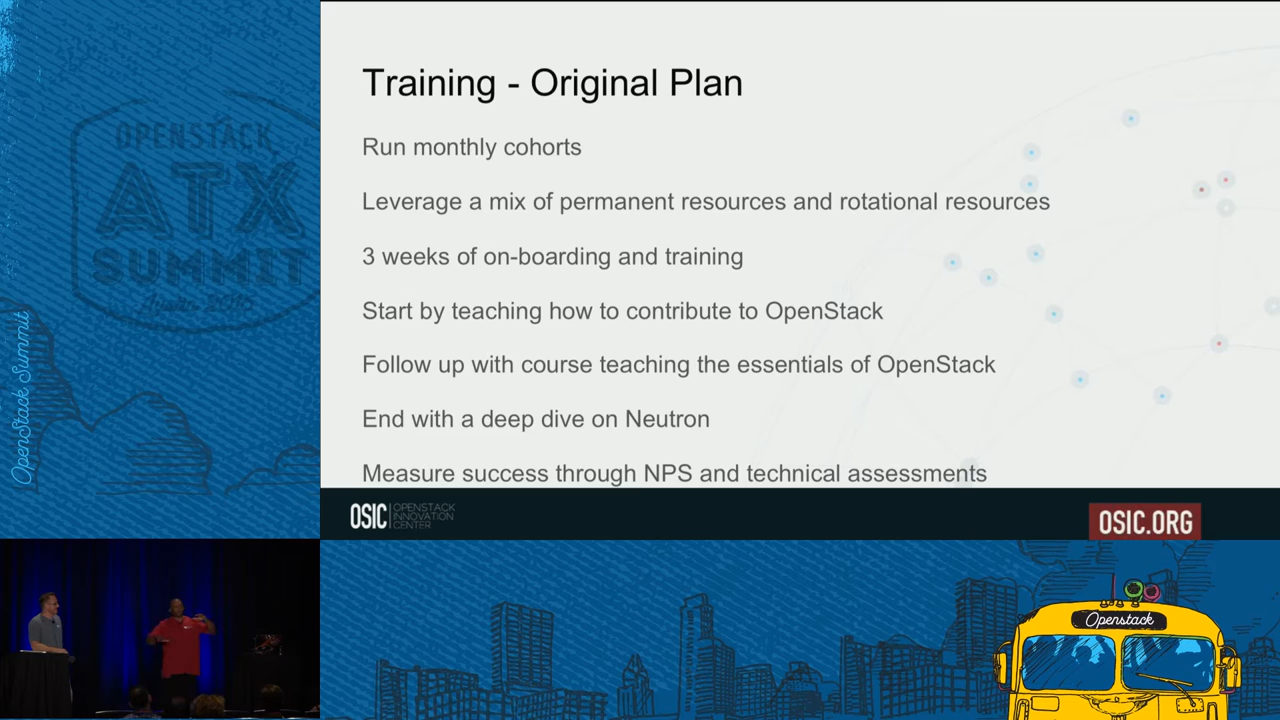 OPENSTACK
ATX
SUMMIT
Austin 2016
OpenStack Summit
Training - Original Plan
Run monthly cohorts
Leverage a mix of permanent resources and rotational resources
3 weeks of on-boarding and training
Start by teaching how to contribute to OpenStack
Follow up with course teaching the essentials of OpenStack
End with a deep dive on Neutron
Measure success through NPS and technical assessments
OSIC
OPENSTACK
INNOVATION
CENTER
OSIC.ORG
Openstack